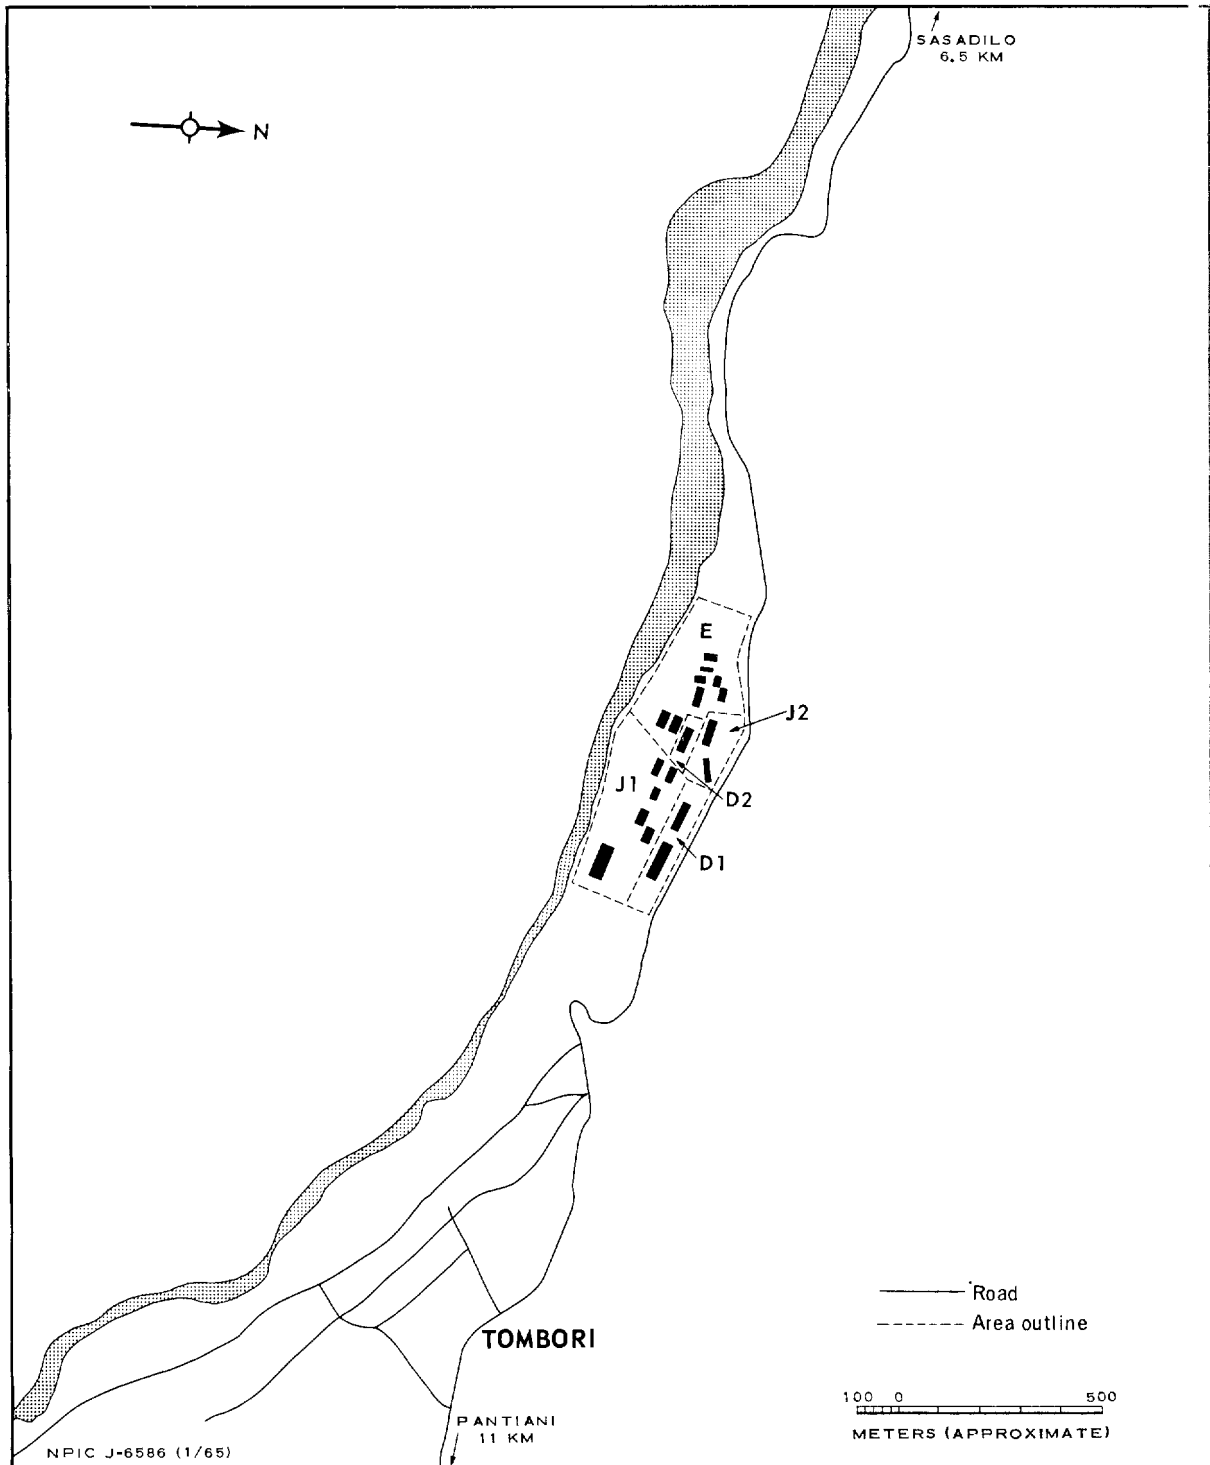 SASADILO
6.5 KM
N
E
J2
J1
D2
D1
Road
Area outline
TOMBORI
100 0 500
METERS (APPROXIMATE)
PANTIANI
11 KM
NPIC J-6586 (1/65)